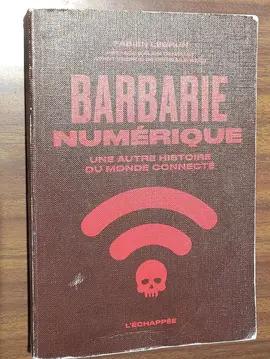 FABIEN LEBRUN
BARBARIE
NUMÉRIQUE
UNE AUTRE HISTOIRE
DU MONDE CONNECTÉ
L'ÉCHAPPÉE